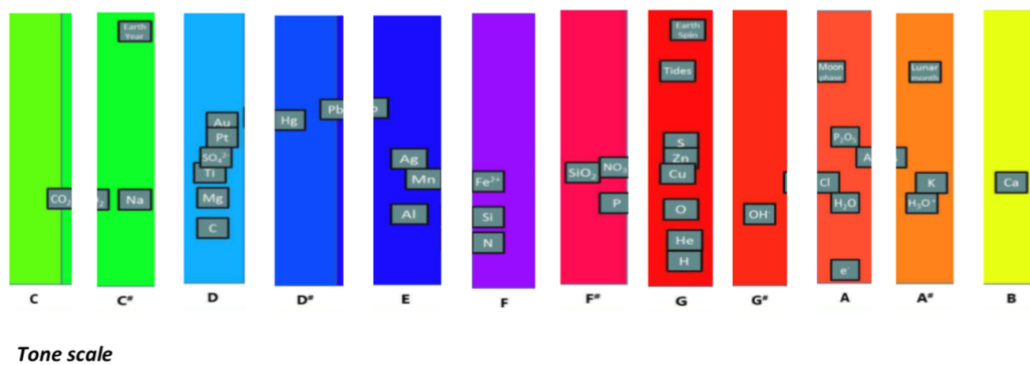 Earth Year
Earth Spin
Moon phase
Lunar month
Tides
Au
Hg
Pb
Pt
S
P₂O₅
SO₄²
Ag
Zn
Ti
Mn
Fe²⁺
SiO₂
NO₃
Cu
Cl
K
Ca
CO₂
Na
Mg
Al
Si
P
O
OH
H₂O
H₃O⁺
C
N
He
H
e⁻
C C# D D# E F F# G G# A A# B
Tone scale